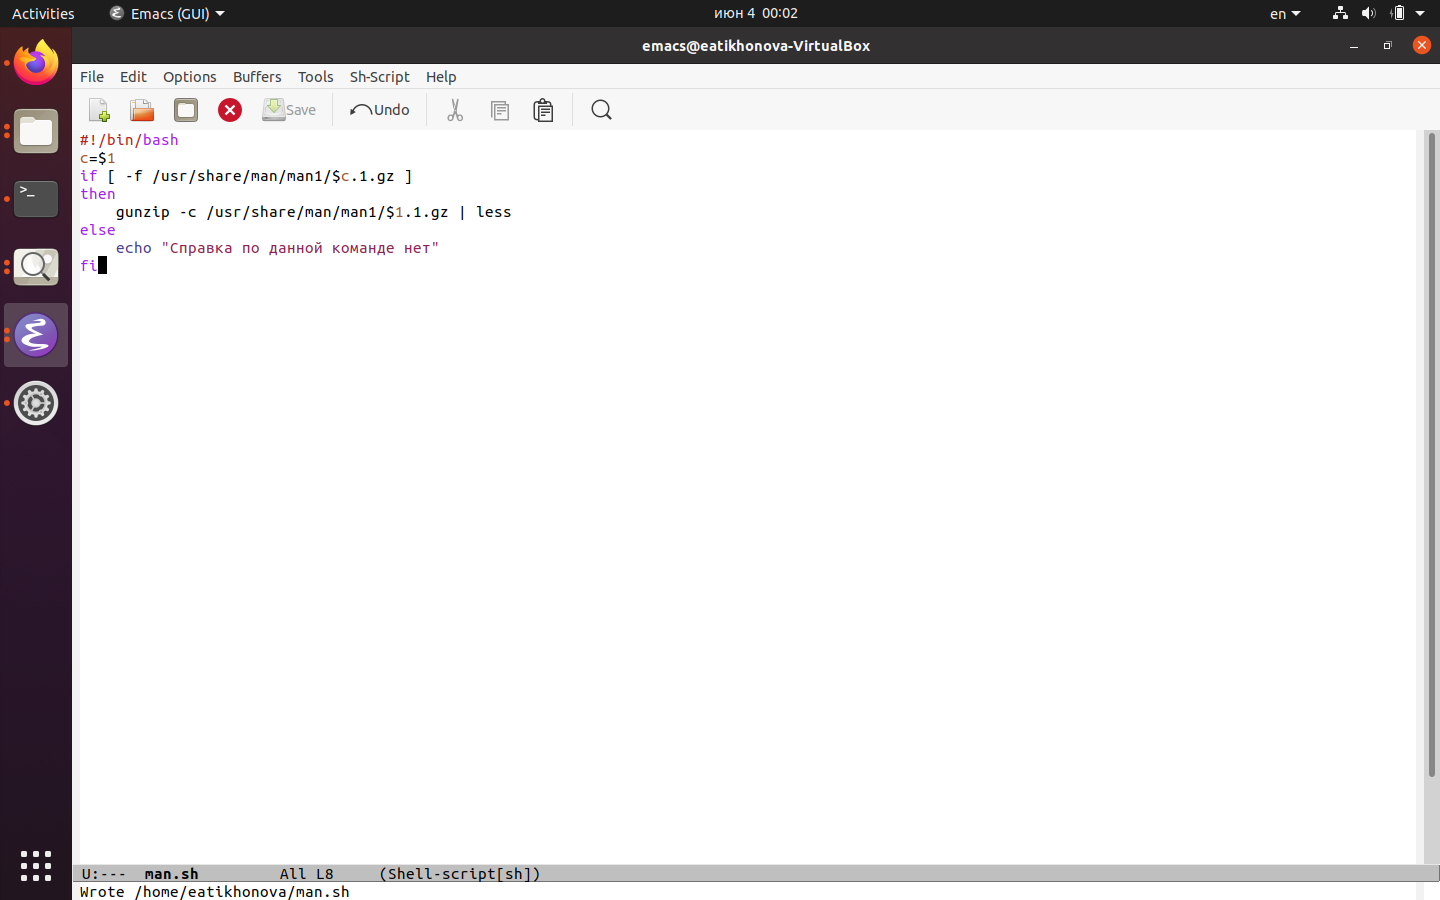 Activities Emacs (GUI) июн 4 00:02 en
emacs@eatikhonova-VirtualBox
File Edit Options Buffers Tools Sh-Script Help
Save Undo
#!/bin/bash
c=$1
if [ -f /usr/share/man/man1/$c.1.gz ]
then
    gunzip -c /usr/share/man/man1/$1.1.gz | less
else
    echo "Справка по данной команде нет"
fi
U:--- man.sh All L8 (Shell-script[sh])
Wrote /home/eatikhonova/man.sh